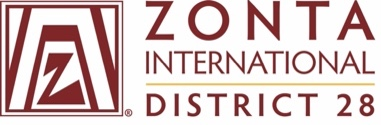 ZONTA
INTERNATIONAL
DISTRICT 28
®